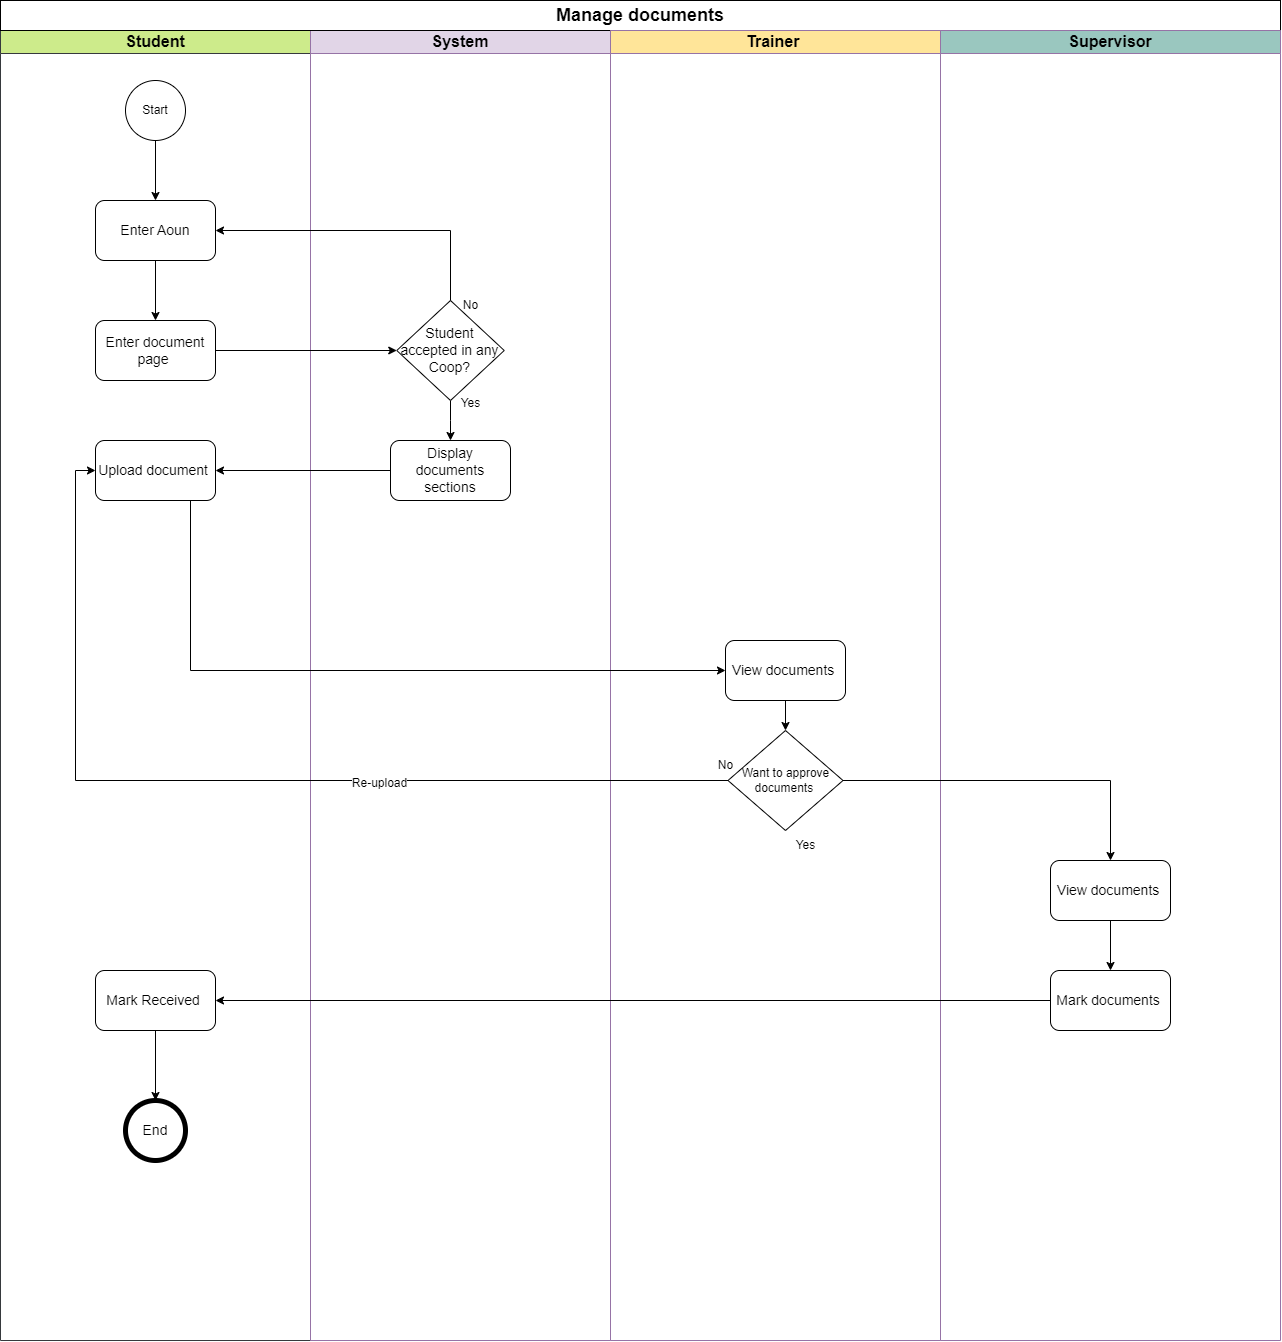 Manage documents
Student
System
Trainer
Supervisor
Start
Enter Aoun
No
Enter document
page
Student
accepted in any
Coop?
Yes
Upload document
Display
documents
sections
View documents
No
Want to approve
documents
Re-upload
Yes
View documents
Mark Received
Mark documents
End